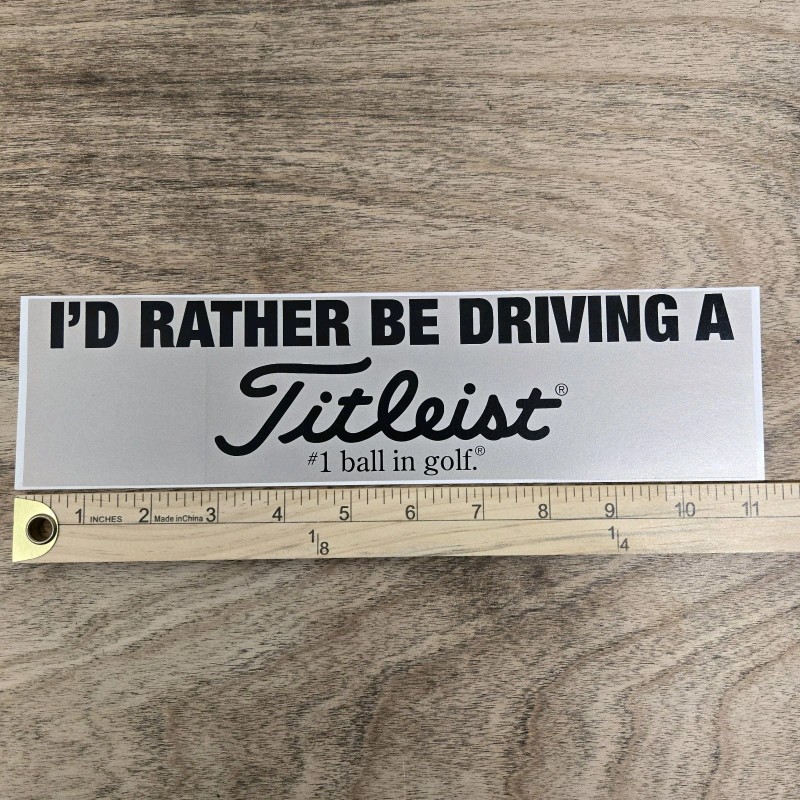 I'D RATHER BE DRIVING A
Titleist®
#1 ball in golf.®
1 INCHES 2 Made in China 3 4 5 6 7 8 9 10 11
1/8 1/4